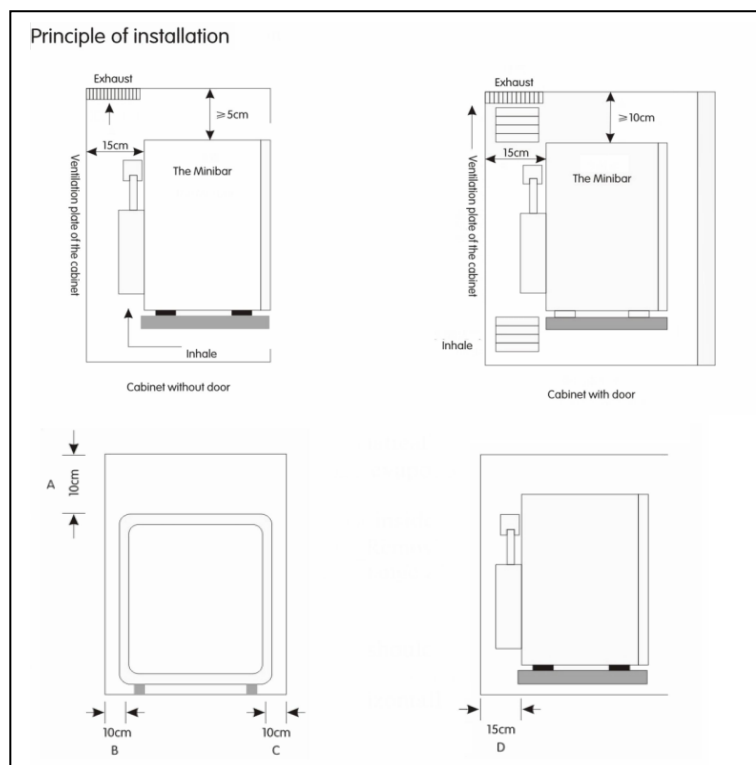 Principle of installation
Exhaust
≥5cm
15cm
The Minibar
Ventilation plate of the cabinet
Inhale
Cabinet without door
Exhaust
≥10cm
15cm
The Minibar
Ventilation plate of the cabinet
Inhale
Cabinet with door
A
10cm
10cm
10cm
B
C
15cm
D